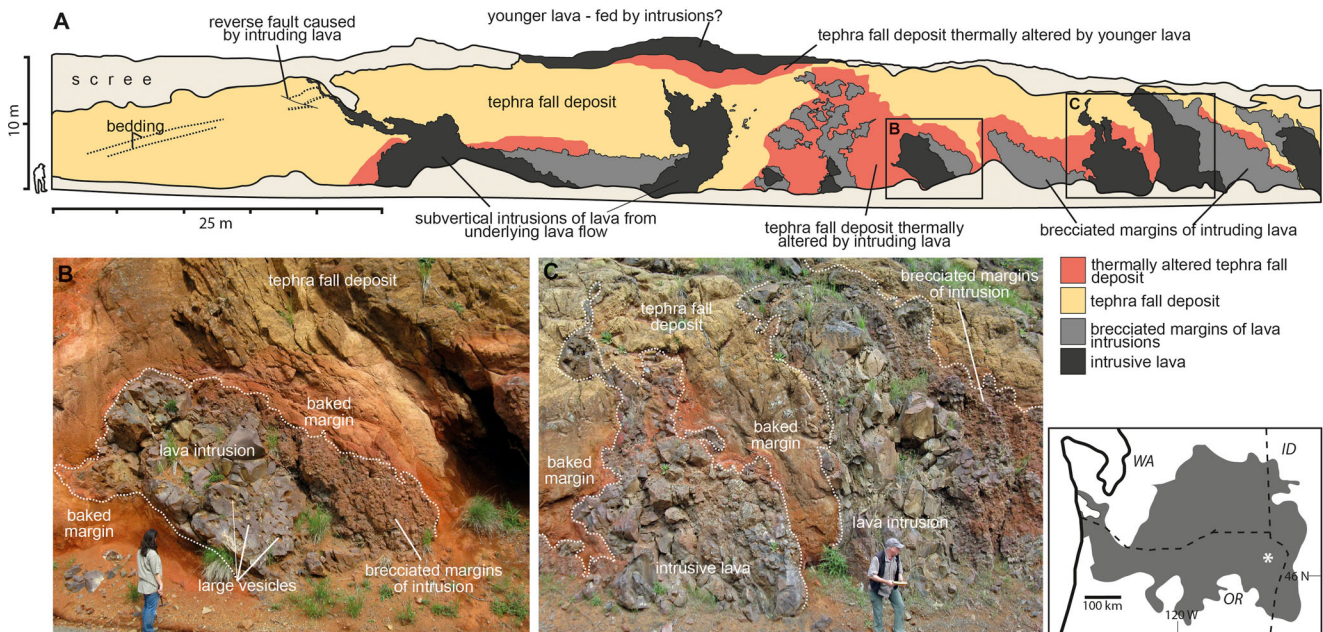 A
reverse fault caused
by intruding lava
younger lava - fed by intrusions?
tephra fall deposit thermally altered by younger lava
scree
tephra fall deposit
bedding
10 m
B
C
25 m
subvertical intrusions of lava from
underlying lava flow
tephra fall deposit thermally
altered by intruding lava
brecciated margins of intruding lava
B
tephra fall deposit
baked
margin
lava intrusion
baked
margin
large vesicles
brecciated margins
of intrusion
C
brecciated margins
of intrusion
tephra fall
deposit
baked
margin
baked
margin
lava intrusion
intrusive lava
thermally altered tephra fall
deposit
tephra fall deposit
brecciated margins of lava
intrusions
intrusive lava
WA
ID
*
46 N
OR
100 km
120 W